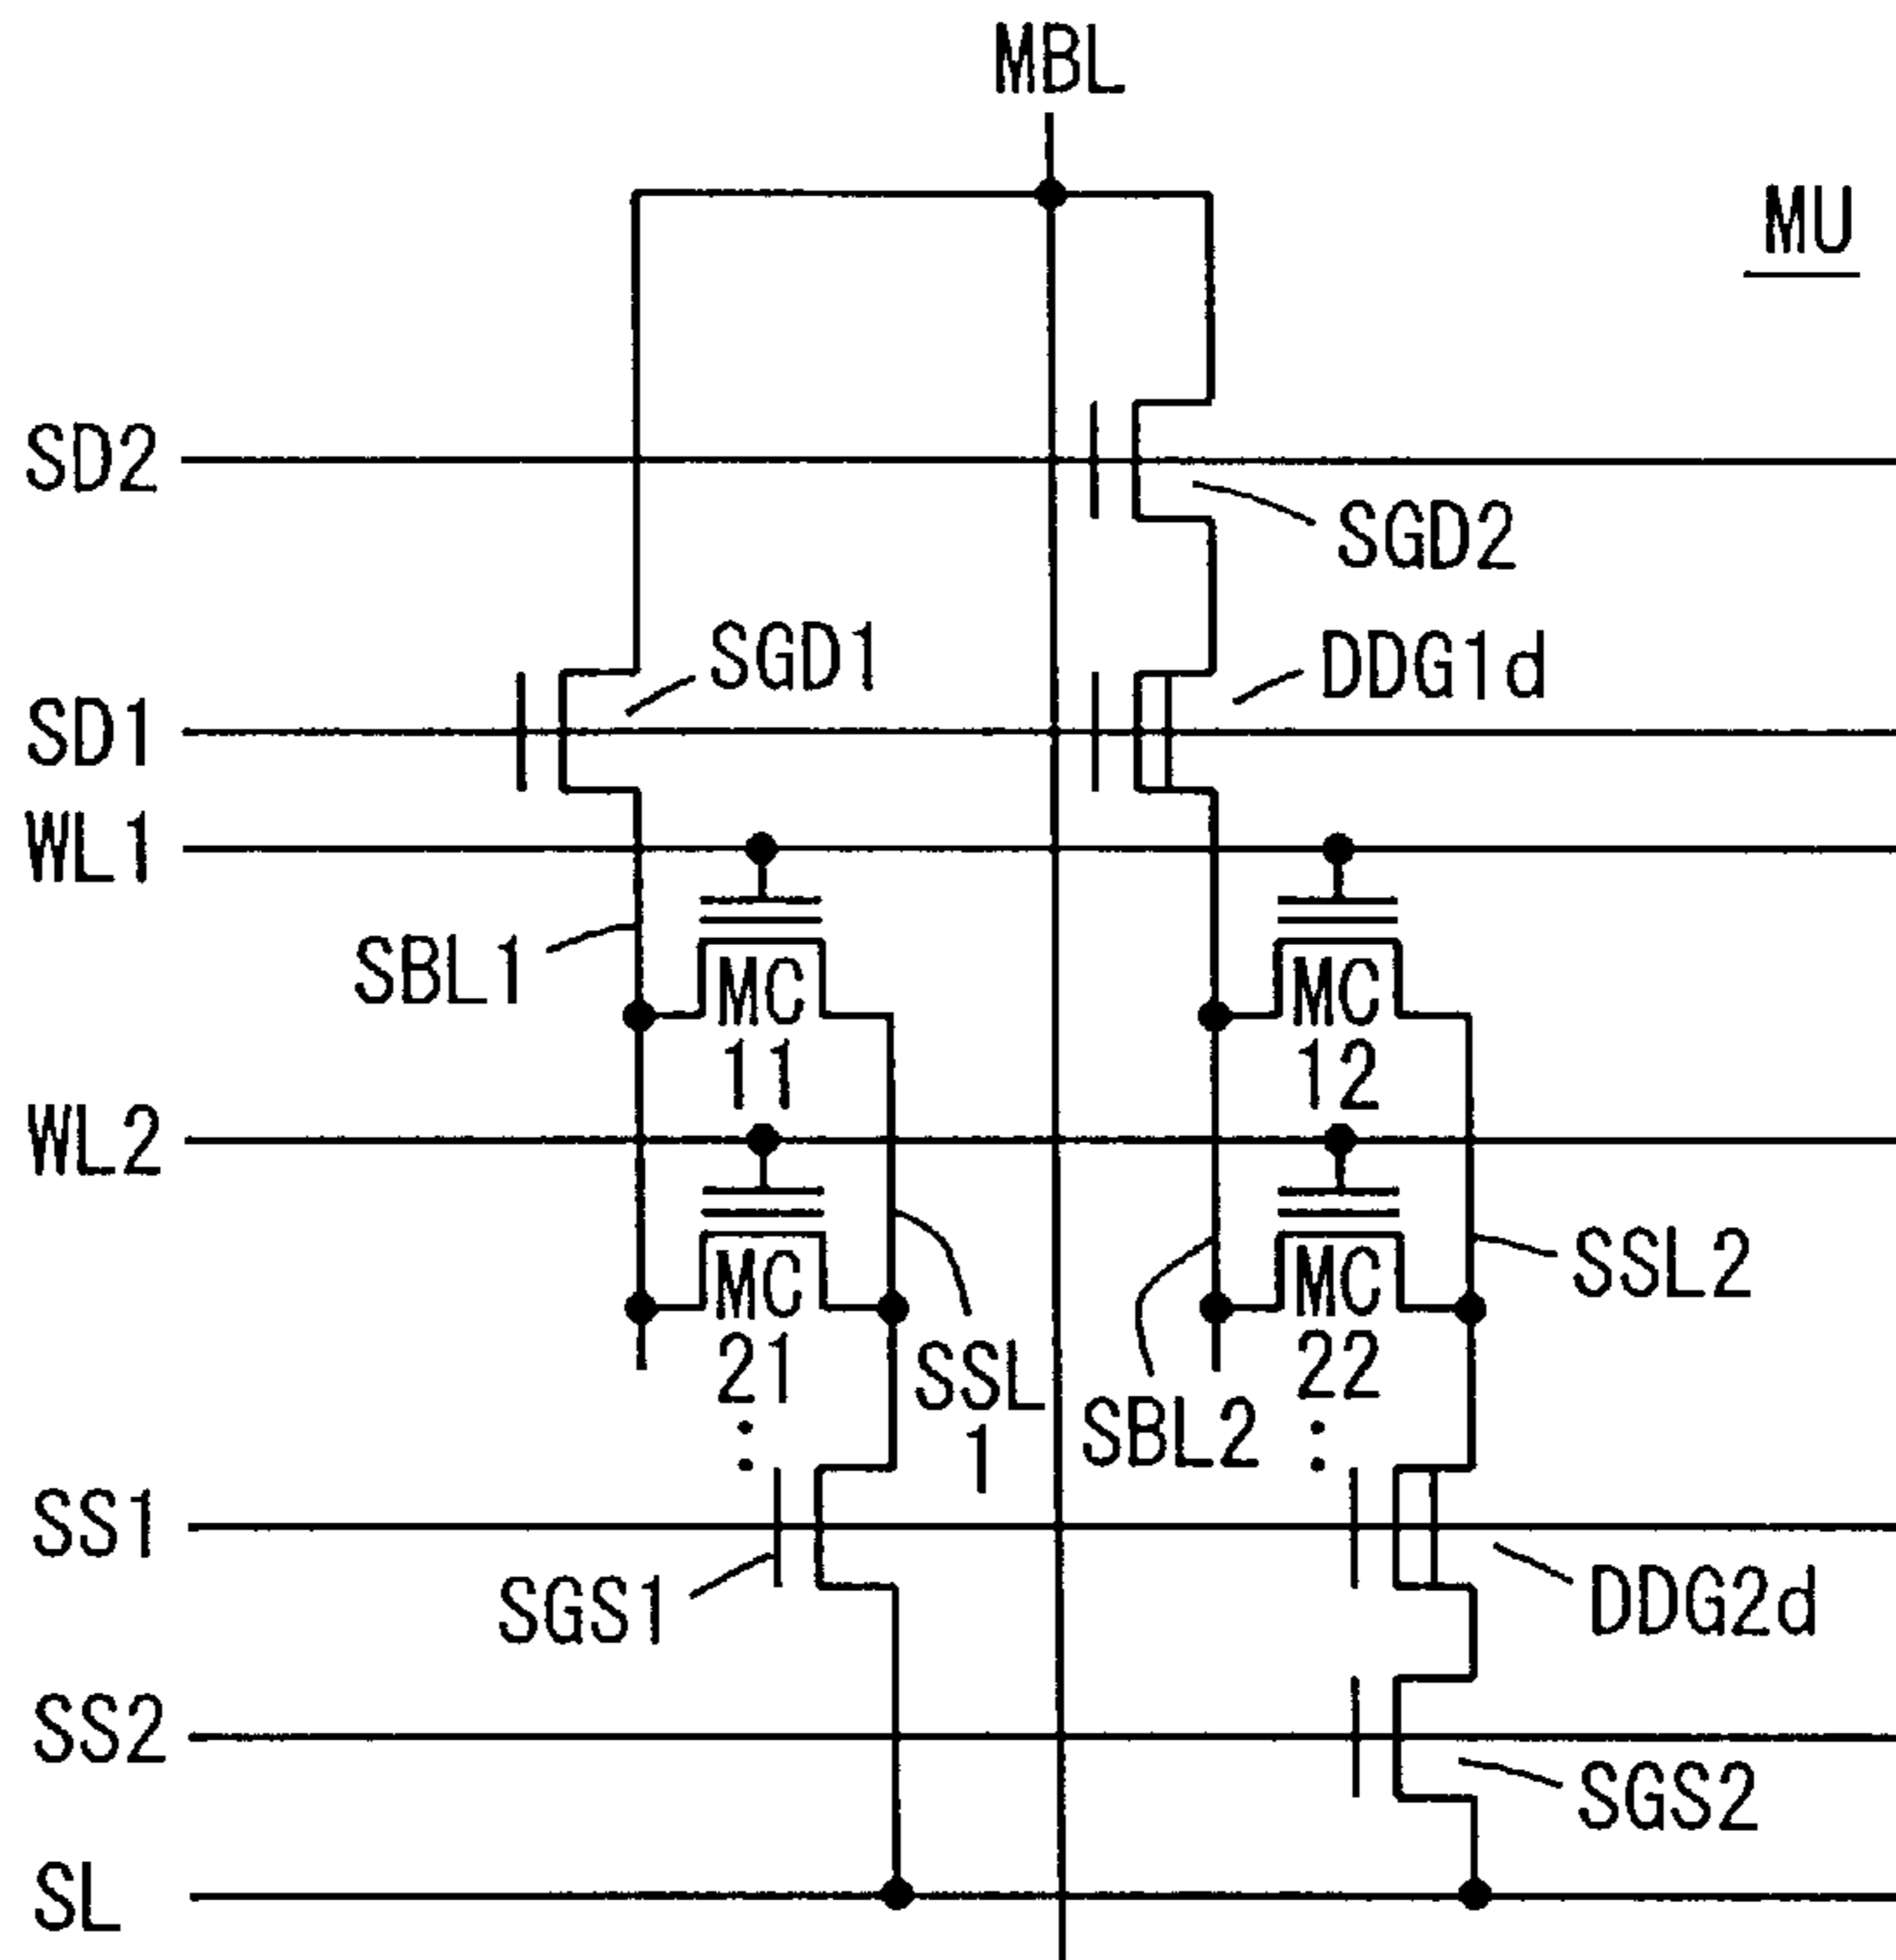 MBL
MU
SD2
SGD2
SGD1
DDG1d
SD1
WL1
SBL1
MC
11
MC
12
WL2
MC
21
SSL
1
SBL2
MC
22
SSL2
:
:
SS1
SGS1
DDG2d
SS2
SGS2
SL